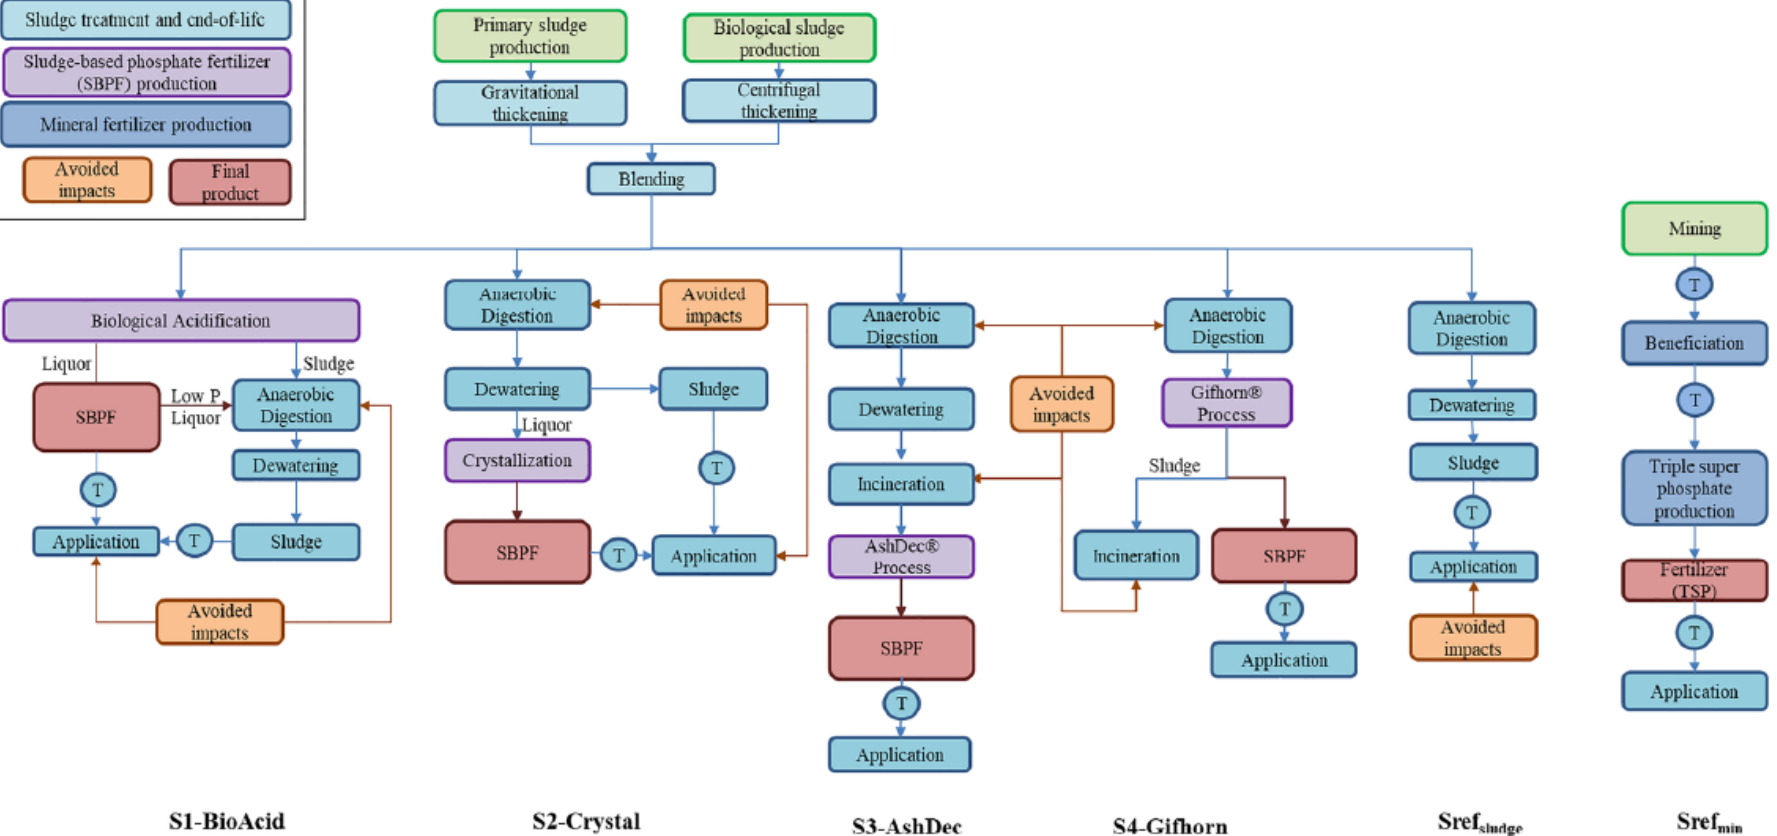 Sludge treatment and end-of-life
Sludge-based phosphate fertilizer
(SBPF) production
Mineral fertilizer production
Avoided
impacts
Final
product
Primary sludge
production
Biological sludge
production
Gravitational
thickening
Centrifugal
thickening
Blending
Biological Acidification
Liquor
Sludge
SBPF
Low P
Liquor
Anaerobic
Digestion
Dewatering
T
Application
T
Sludge
Avoided
impacts
S1-BioAcid
Anaerobic
Digestion
Avoided
impacts
Dewatering
Sludge
Liquor
Crystallization
T
SBPF
T
Application
S2-Crystal
Anaerobic
Digestion
Dewatering
Incineration
AshDec®
Process
SBPF
T
Application
S3-AshDec
Avoided
impacts
Anaerobic
Digestion
Gifhorn®
Process
Sludge
Incineration
SBPF
T
Application
S4-Gifhorn
Anaerobic
Digestion
Dewatering
Sludge
T
Application
Avoided
impacts
Srefsludge
Mining
T
Beneficiation
T
Triple super
phosphate
production
Fertilizer
(TSP)
T
Application
Srefmin